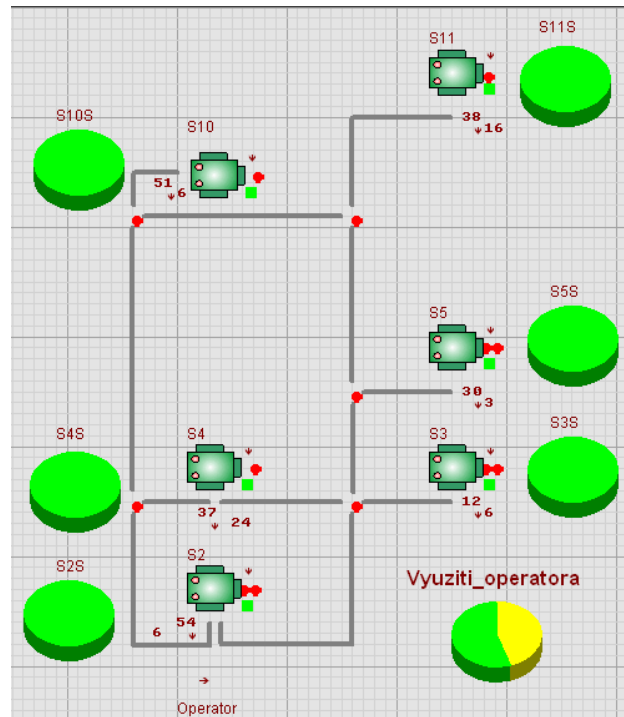 S11
S11S
38
16
S10S
S10
51
6
S5
S5S
30
3
S4S
S4
S3
S3S
37
24
12
6
S2S
S2
54
6
Vyuziti_operatora
Operator